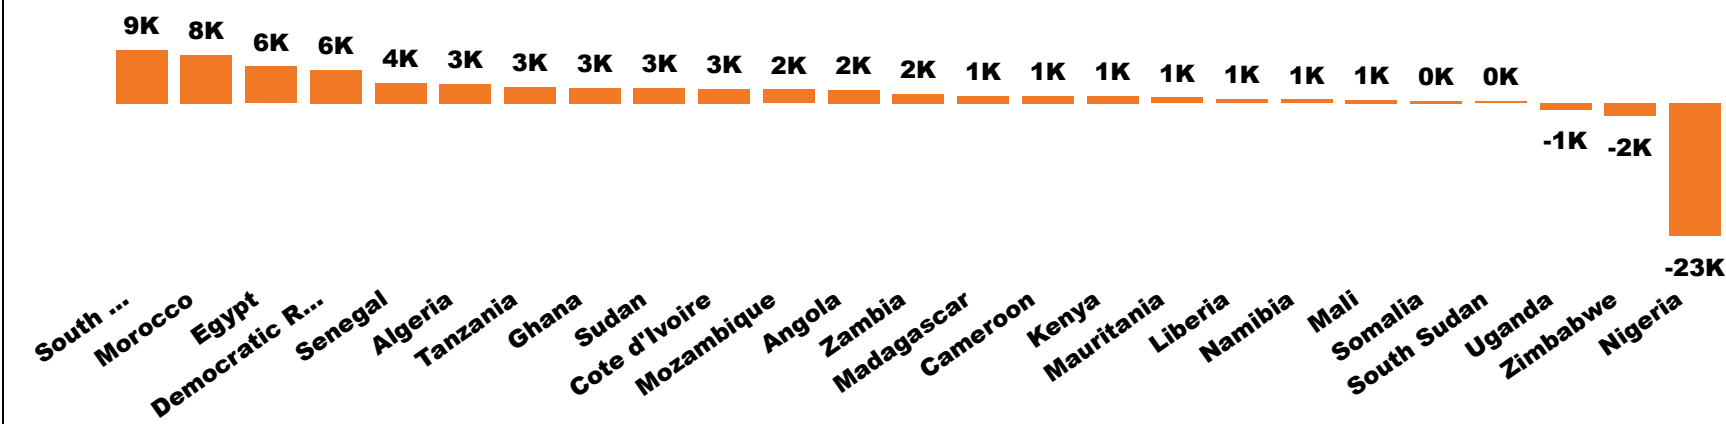 9K
8K
6K
6K
4K
3K
3K
3K
3K
3K
2K
2K
2K
1K
1K
1K
1K
1K
1K
1K
0K
0K
-1K
-2K
-23K
South ...
Morocco
Egypt
Democratic R...
Senegal
Algeria
Tanzania
Ghana
Sudan
Cote d'Ivoire
Mozambique
Angola
Zambia
Madagascar
Cameroon
Kenya
Mauritania
Liberia
Namibia
Mali
Somalia
South Sudan
Uganda
Zimbabwe
Nigeria